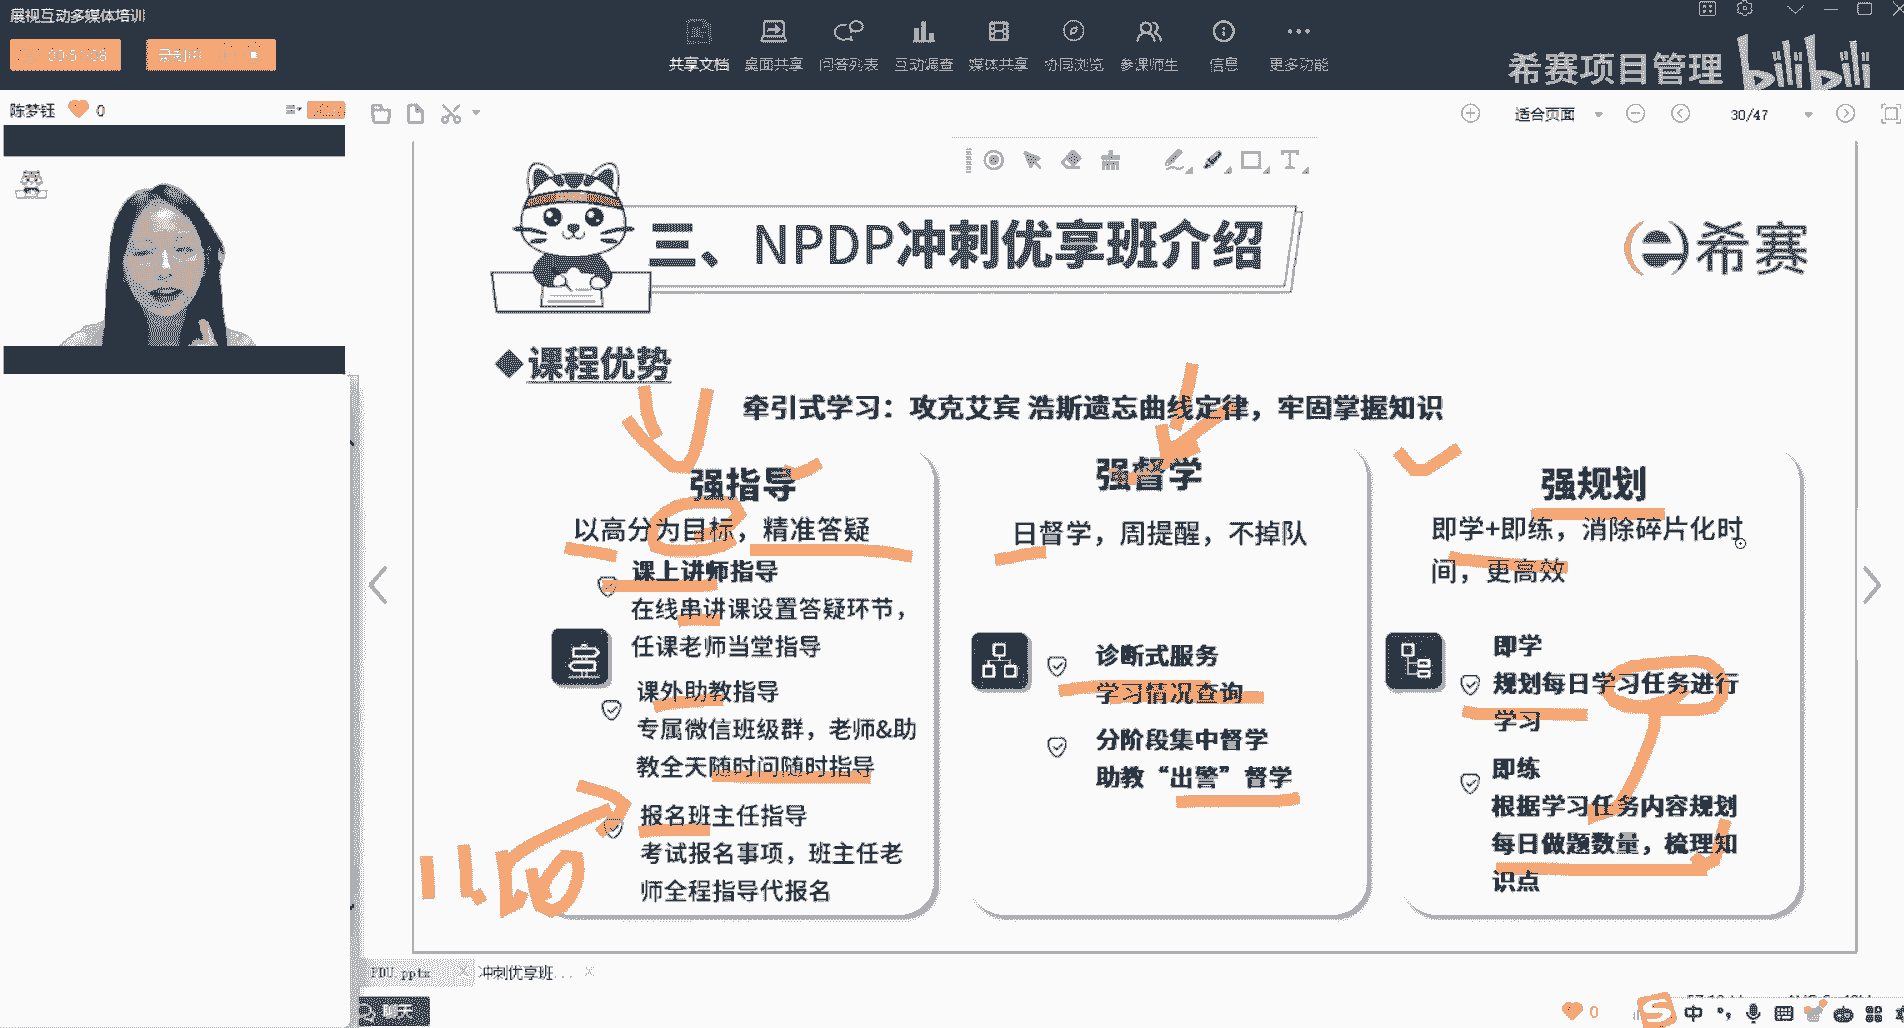 展视互动多媒体培训
录制中
共享文档
桌面共享
问答列表
互动调查
媒体共享
协同浏览
参课师生
信息
更多功能
希赛项目管理 bilibili
陈梦钰 0
适合页面
30/47
三、NPDP冲刺优享班介绍
希赛
课程优势
牵引式学习：攻克艾宾 浩斯遗忘曲线定律，牢固掌握知识
强指导
以高分为目标，精准答疑
课上讲师指导
在线串讲课设置答疑环节，
任课老师当堂指导
课外助教指导
专属微信班级群，老师&助
教全天随时问随时指导
报名班主任指导
考试报名事项，班主任老
师全程指导代报名
强督学
日督学，周提醒，不掉队
诊断式服务
学习情况查询
分阶段集中督学
助教“出警”督学
强规划
即学+即练，消除碎片化时
间，更高效
即学
规划每日学习任务进行
学习
即练
根据学习任务内容规划
每日做题数量，梳理知
识点
PDU.pptx
冲刺优享班...
聊天
0
中